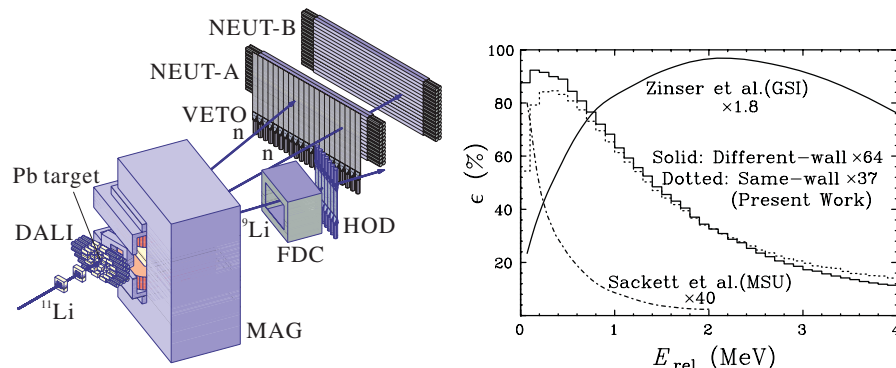 NEUT-B
NEUT-A
VETO
n
n
Pb target
DALI
⁹Li
HOD
FDC
¹¹Li
MAG
100
80
60
40
20
ϵ (%)
Zinser et al.(GSI)
×1.8
Solid: Different-wall ×64
Dotted: Same-wall ×37
(Present Work)
Sackett et al.(MSU)
×40
0 1 2 3 4
E_rel (MeV)